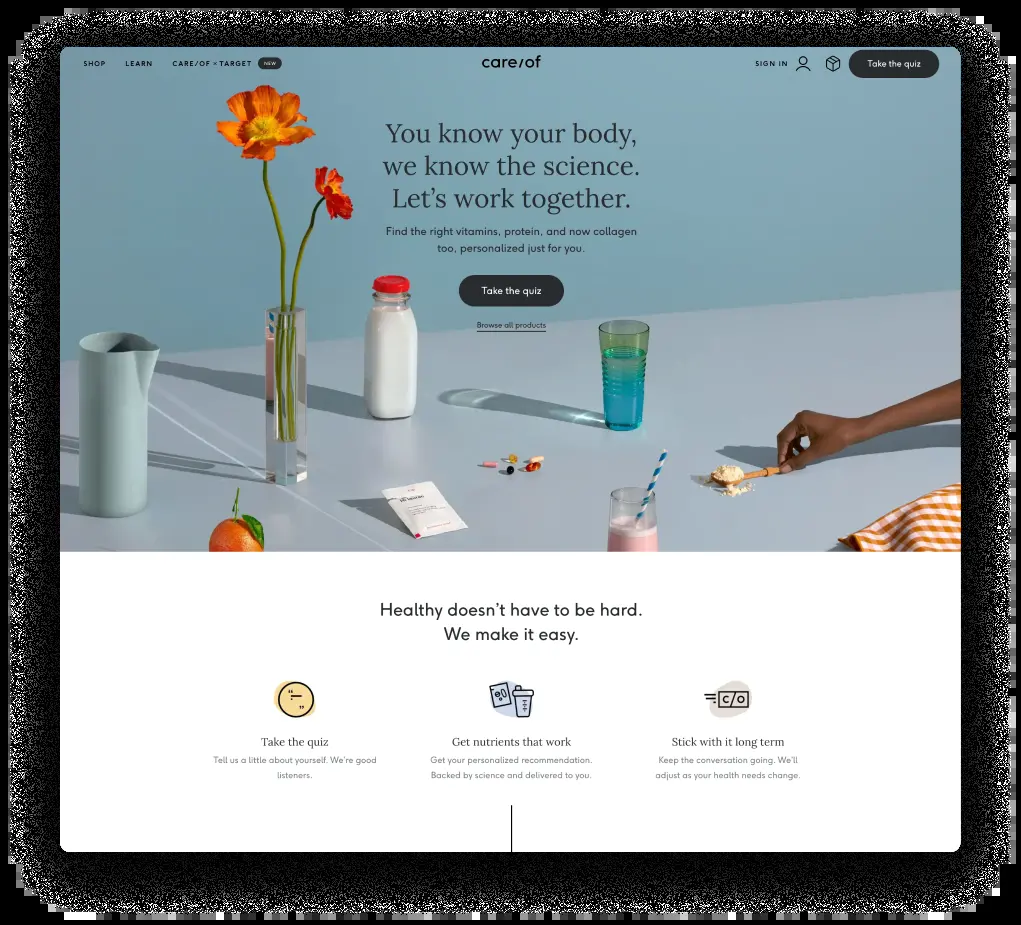 SHOP
LEARN
CARE/OF × TARGET
NEW
care/of
SIGN IN
Take the quiz
You know your body,
we know the science.
Let's work together.
Find the right vitamins, protein, and now collagen
too, personalized just for you.
Take the quiz
Browse all products
Healthy doesn't have to be hard.
We make it easy.
c/o
Take the quiz
Tell us a little about yourself. We're good
listeners.
Get nutrients that work
Get your personalized recommendation.
Backed by science and delivered to you.
Stick with it long term
Keep the conversation going. We'll
adjust as your health needs change.